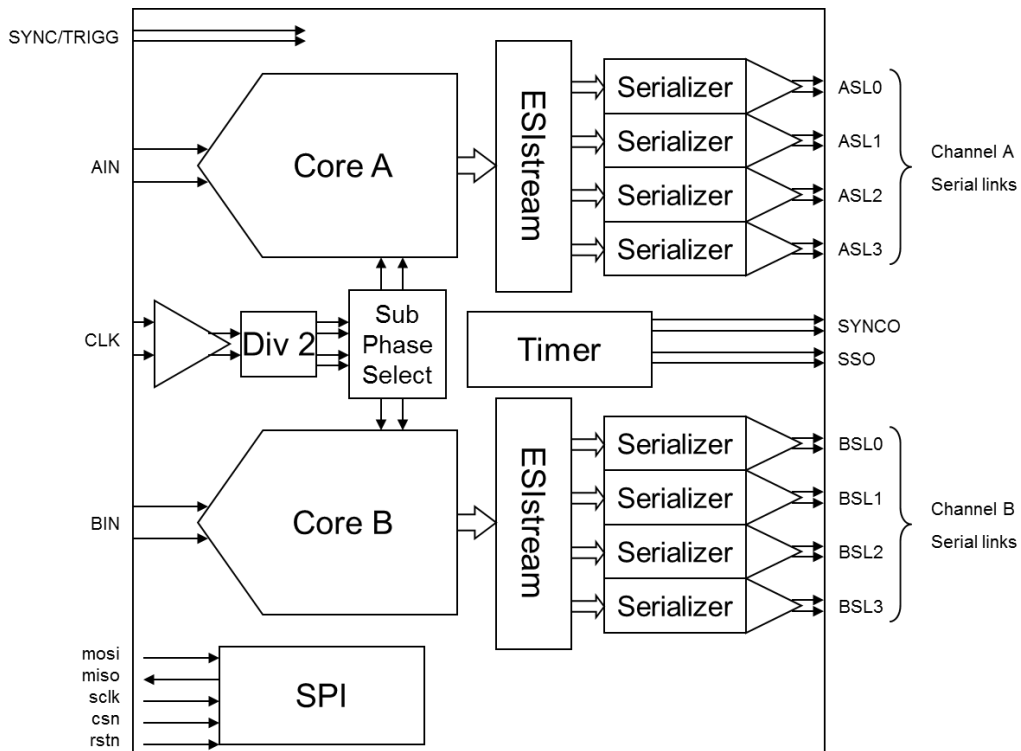 SYNC/TRIGG
AIN
CLK
BIN
mosi
miso
sclk
csn
rstn
Core A
ESIstream
Serializer
Serializer
Serializer
Serializer
ASL0
ASL1
ASL2
ASL3
Channel A
Serial links
Div 2
Sub
Phase
Select
Timer
SYNCO
SSO
Core B
ESIstream
Serializer
Serializer
Serializer
Serializer
BSL0
BSL1
BSL2
BSL3
Channel B
Serial links
SPI